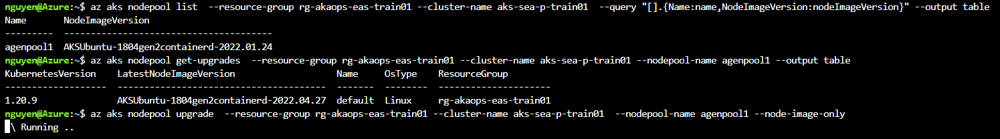 nguyen@Azure:~$ az aks nodepool list  --resource-group rg-akaops-eas-train01 --cluster-name aks-sea-p-train01  --query "[].{Name:name,NodeImageVersion:nodeImageVersion}" --output table
Name       NodeImageVersion
---------  ---------------------------------------
agenpool1  AKSUbuntu-1804gen2containerd-2022.01.24
nguyen@Azure:~$ az aks nodepool get-upgrades  --resource-group rg-akaops-eas-train01 --cluster-name aks-sea-p-train01 --nodepool-name agenpool1 --output table
KubernetesVersion    LatestNodeImageVersion                   Name     OsType    ResourceGroup
-------------------  ---------------------------------------  -------  --------  ---------------------
1.20.9               AKSUbuntu-1804gen2containerd-2022.04.27  default  Linux     rg-akaops-eas-train01
nguyen@Azure:~$ az aks nodepool upgrade  --resource-group rg-akaops-eas-train01 --cluster-name aks-sea-p-train01  --nodepool-name agenpool1 --node-image-only
\ Running ..